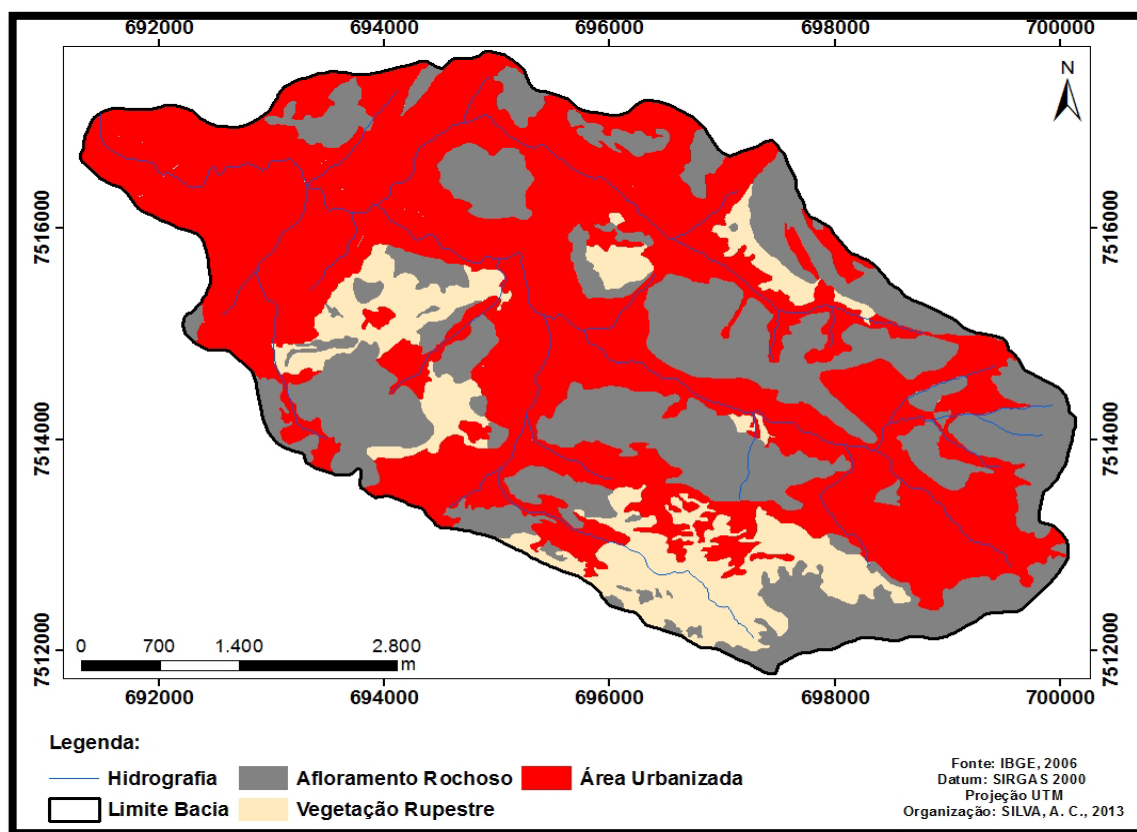 692000 694000 696000 698000 700000
N
7516000 7516000
7514000 7514000
7512000 7512000
0 700 1.400 2.800
m
692000 694000 696000 698000 700000
Legenda:
Hidrografia Afloramento Rochoso Área Urbanizada
Limite Bacia Vegetação Rupestre
Fonte: IBGE, 2006
Datum: SIRGAS 2000
Projeção UTM
Organização: SILVA, A. C., 2013